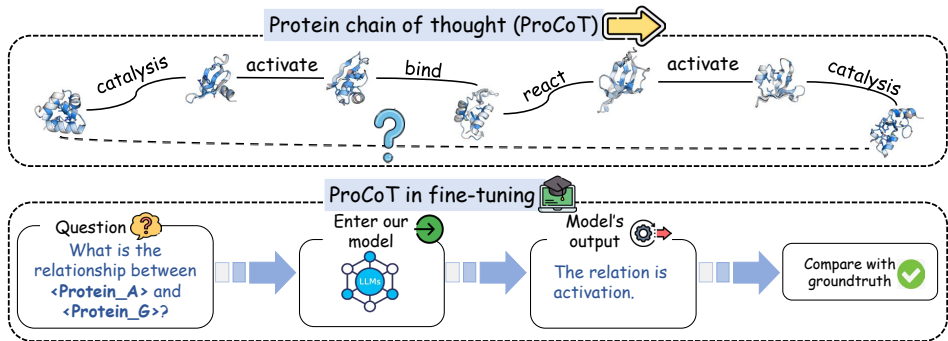 Protein chain of thought (ProCoT)
catalysis
activate
bind
react
activate
catalysis
?
ProCoT in fine-tuning
Question
?
What is the
relationship between
<Protein_A> and
<Protein_G>?
Enter our
model
LLMs
Model's
output
The relation is
activation.
Compare with
groundtruth